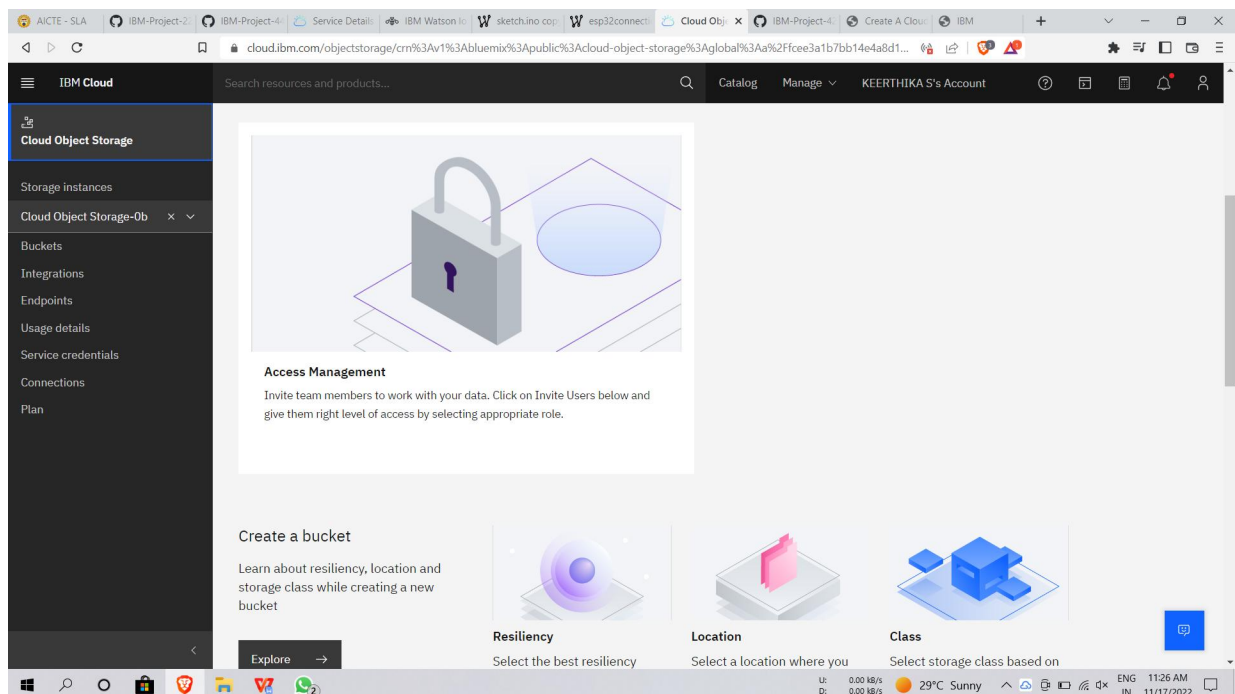 AICTE - SLA
IBM-Project-2
IBM-Project-4
Service Details
IBM Watson Io
sketch.ino cop
esp32connecti
Cloud Obj
IBM-Project-4
Create A Clou
IBM
cloud.ibm.com/objectstorage/crn%3Av1%3Abluemix%3Apublic%3Acloud-object-storage%3Aglobal%3Aa%2Ffcee3a1b7bb14e4a8d1...
IBM Cloud
Search resources and products...
Catalog
Manage
KEERTHIKA S's Account
Cloud Object Storage
Storage instances
Cloud Object Storage-0b
Buckets
Integrations
Endpoints
Usage details
Service credentials
Connections
Plan
Access Management
Invite team members to work with your data. Click on Invite Users below and
give them right level of access by selecting appropriate role.
Create a bucket
Learn about resiliency, location and
storage class while creating a new
bucket
Explore →
Resiliency
Select the best resiliency
Location
Select a location where you
Class
Select storage class based on
U: 0.00 kB/s
D: 0.00 kB/s
29°C Sunny
ENG
IN
11:26 AM
11/17/2022